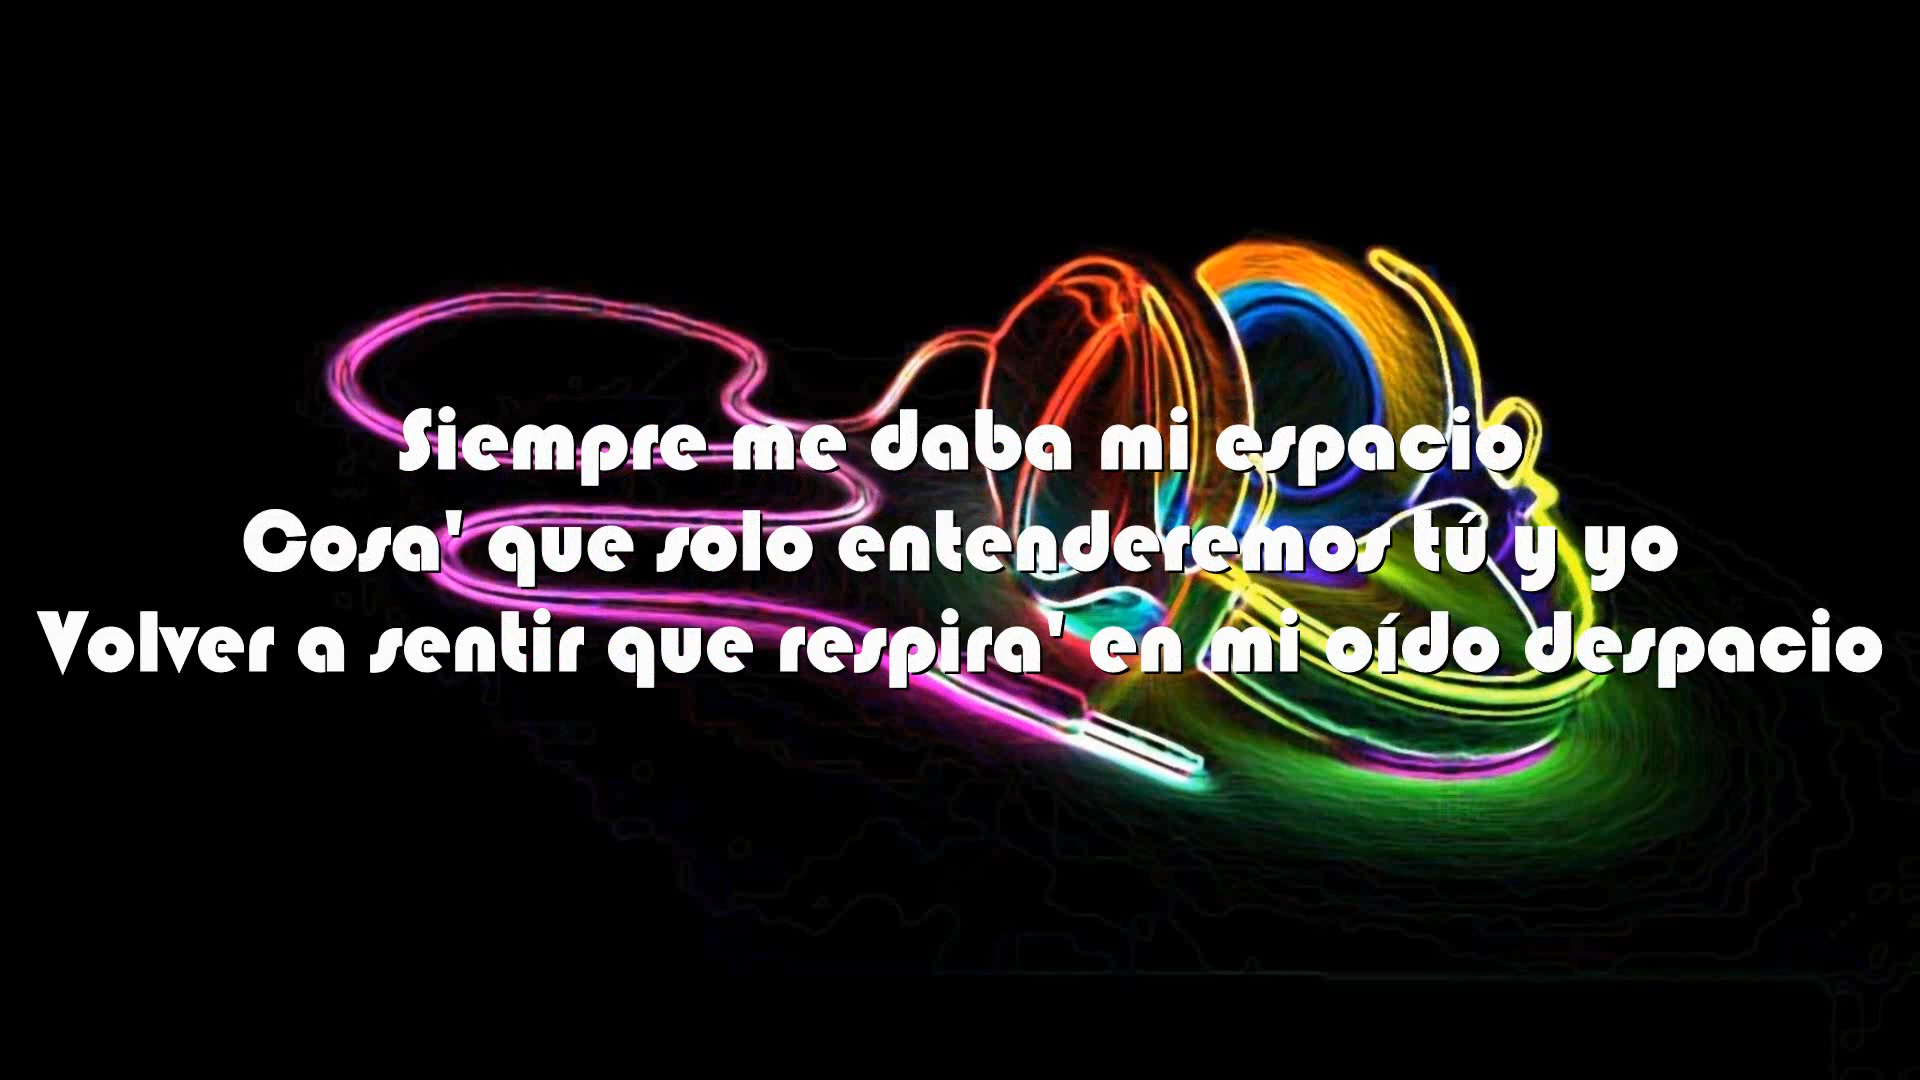 Siempre me daba mi espacio
Cosa' que solo entenderemos tú y yo
Volver a sentir que respira' en mi oído despacio